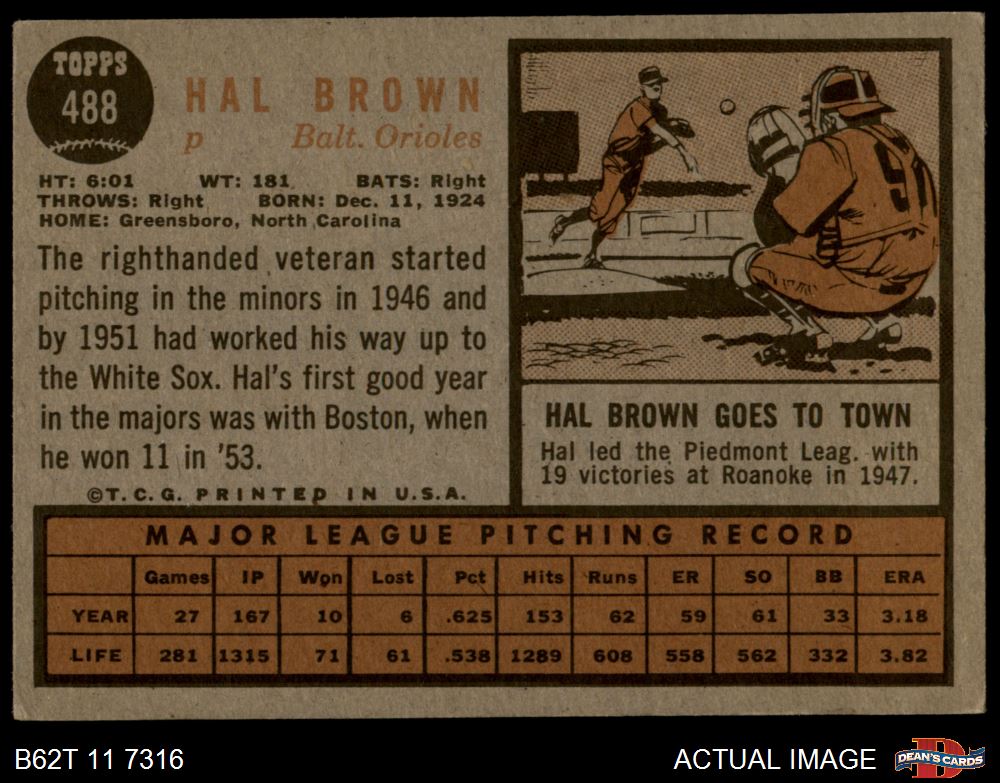 TOPPS
488
HAL BROWN
p Balt. Orioles
HT: 6:01 WT: 181 BATS: Right
THROWS: Right BORN: Dec. 11, 1924
HOME: Greensboro, North Carolina
The righthanded veteran started
pitching in the minors in 1946 and
by 1951 had worked his way up to
the White Sox. Hal's first good year
in the majors was with Boston, when
he won 11 in '53.
©T.C.G. PRINTED IN U.S.A.
HAL BROWN GOES TO TOWN
Hal led the Piedmont Leag. with
19 victories at Roanoke in 1947.
MAJOR LEAGUE PITCHING RECORD
Games IP Won Lost Pct Hits Runs ER SO BB ERA
YEAR 27 167 10 6 .625 153 62 59 61 33 3.18
LIFE 281 1315 71 61 .538 1289 608 558 562 332 3.82
B62T 11 7316
ACTUAL IMAGE
D
DEAN'S CARDS